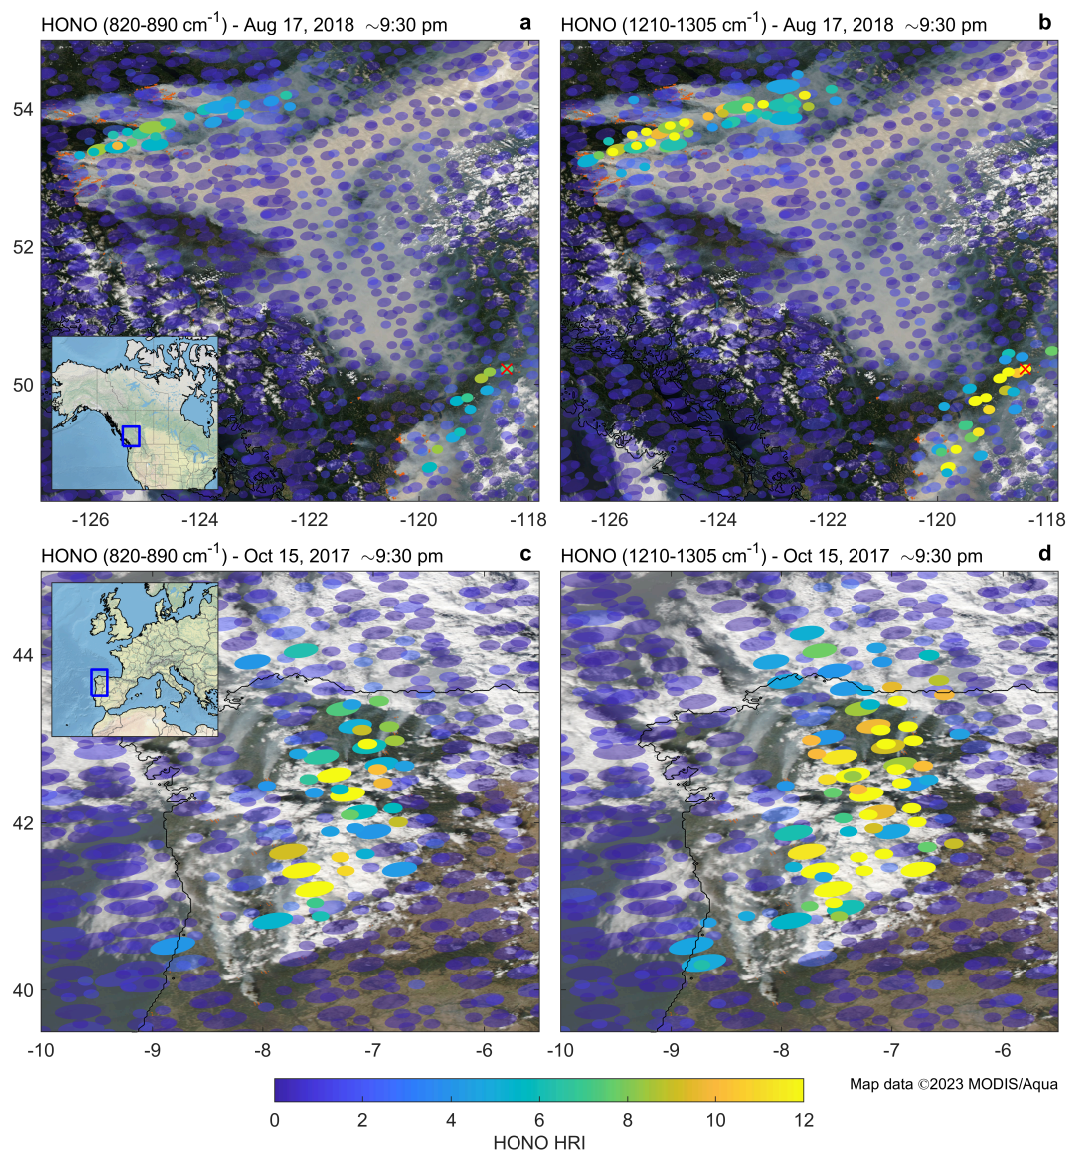 HONO (820-890 cm⁻¹) - Aug 17, 2018 ~9:30 pm a
HONO (1210-1305 cm⁻¹) - Aug 17, 2018 ~9:30 pm b
54
52
50
-126 -124 -122 -120 -118
-126 -124 -122 -120 -118
HONO (820-890 cm⁻¹) - Oct 15, 2017 ~9:30 pm c
HONO (1210-1305 cm⁻¹) - Oct 15, 2017 ~9:30 pm d
44
42
40
-10 -9 -8 -7 -6
-10 -9 -8 -7 -6
Map data ©2023 MODIS/Aqua
0 2 4 6 8 10 12
HONO HRI